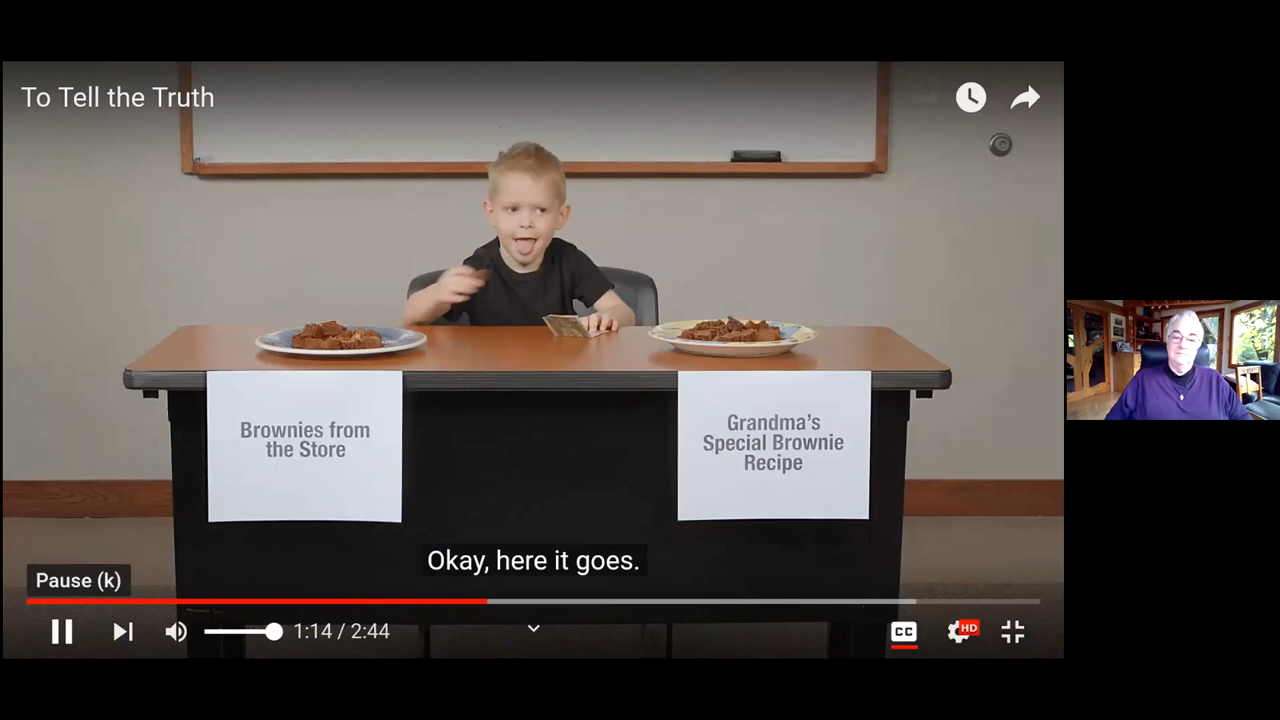 To Tell the Truth
Brownies from
the Store
Grandma's
Special Brownie
Recipe
Okay, here it goes.
Pause (k)
1:14 / 2:44
CC
HD